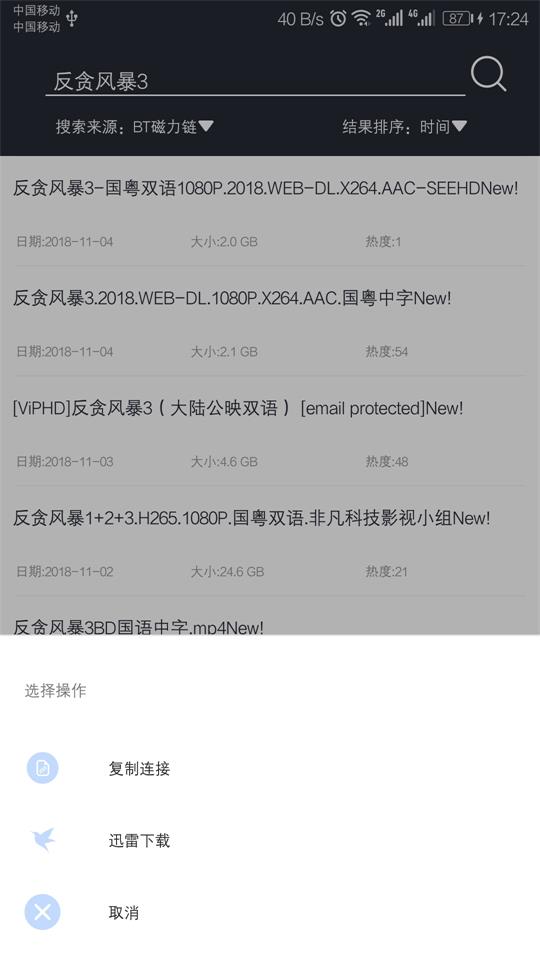 中国移动
中国移动
40 B/s 2G 4G 87 17:24
反贪风暴3
搜索来源：BT磁力链
结果排序：时间
反贪风暴3-国粤双语1080P.2018.WEB-DL.X264.AAC-SEEHDNew!
日期:2018-11-04 大小:2.0 GB 热度:1
反贪风暴3.2018.WEB-DL.1080P.X264.AAC.国粤中字New!
日期:2018-11-04 大小:2.1 GB 热度:54
[ViPHD]反贪风暴3（大陆公映双语）[email protected]New!
日期:2018-11-03 大小:4.6 GB 热度:48
反贪风暴1+2+3.H265.1080P.国粤双语.非凡科技影视小组New!
日期:2018-11-02 大小:24.6 GB 热度:21
反贪风暴3BD国语中字.mp4New!
选择操作
复制连接
迅雷下载
取消